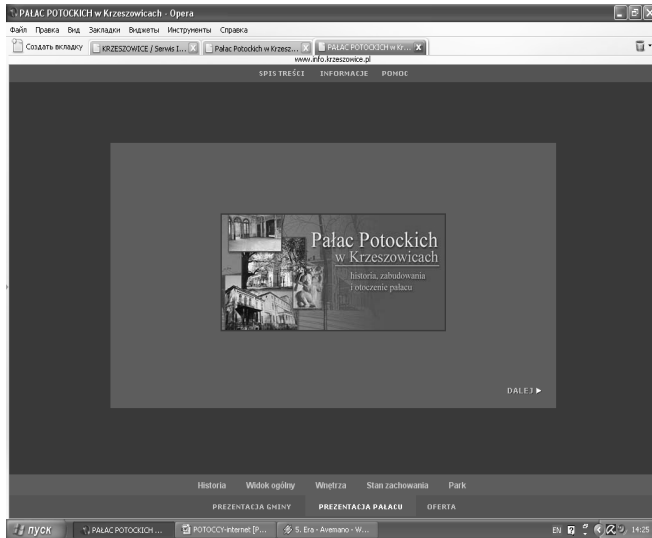 PAŁAC POTOCKICH w Krzeszowicach - Opera
Файл Правка Вид Закладки Виджеты Инструменты Справка
Создать вкладку KRZESZOWICE / Serwis I... Pałac Potockich w Krzesz... PAŁAC POTOCKICH w Kr...
www.info.krzeszowice.pl
SPIS TREŚCI INFORMACJE POMOC
Pałac Potockich
w Krzeszowicach
historia, zabudowania
i otoczenie pałacu
DALEJ
Historia Widok ogólny Wnętrza Stan zachowania Park
PREZENTACJA GMINY PREZENTACJA PAŁACU OFERTA
пуск PAŁAC POTOCKICH ... POTOCCY-internet [Р... 5. Era - Avemano - W... EN 14:25